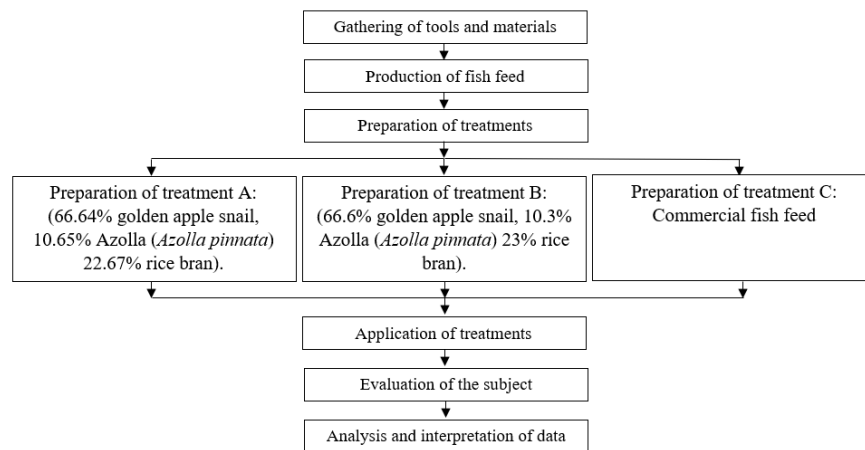 Gathering of tools and materials
Production of fish feed
Preparation of treatments
Preparation of treatment A:
(66.64% golden apple snail,
10.65% Azolla (Azolla pinnata)
22.67% rice bran).
Preparation of treatment B:
(66.6% golden apple snail, 10.3%
Azolla (Azolla pinnata) 23% rice
bran).
Preparation of treatment C:
Commercial fish feed
Application of treatments
Evaluation of the subject
Analysis and interpretation of data